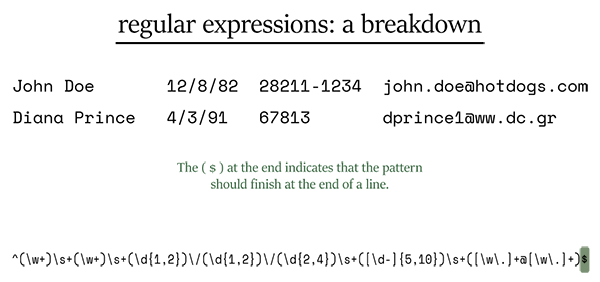 regular expressions: a breakdown
John Doe 12/8/82 28211-1234 john.doe@hotdogs.com
Diana Prince 4/3/91 67813 dprince1@ww.dc.gr
The ( $ ) at the end indicates that the pattern
should finish at the end of a line.
^(\w+)\s+(\w+)\s+(\d{1,2})\/(\d{1,2})\/(\d{2,4})\s+([\d-]{5,10})\s+([\w\.]+@[\w\.]+)$